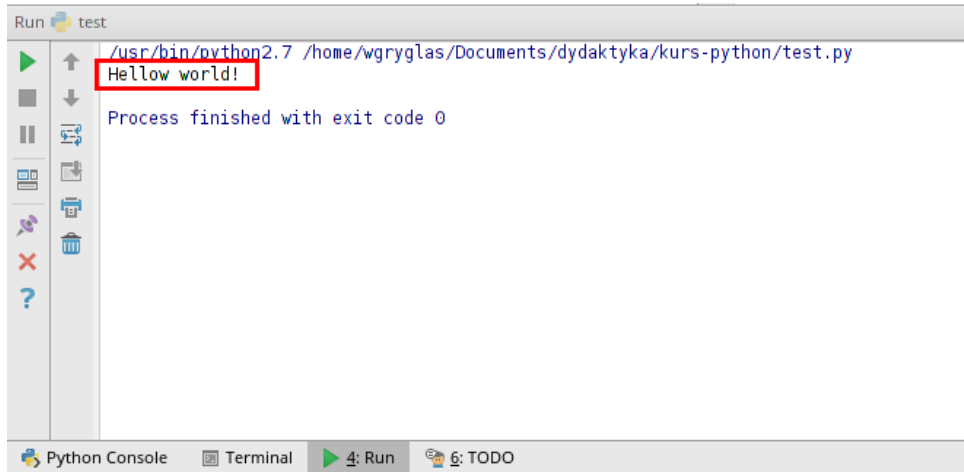 Run test
/usr/bin/python2.7 /home/wgryglas/Documents/dydaktyka/kurs-python/test.py
Hellow world!
Process finished with exit code 0
?
Python Console Terminal 4: Run 6: TODO